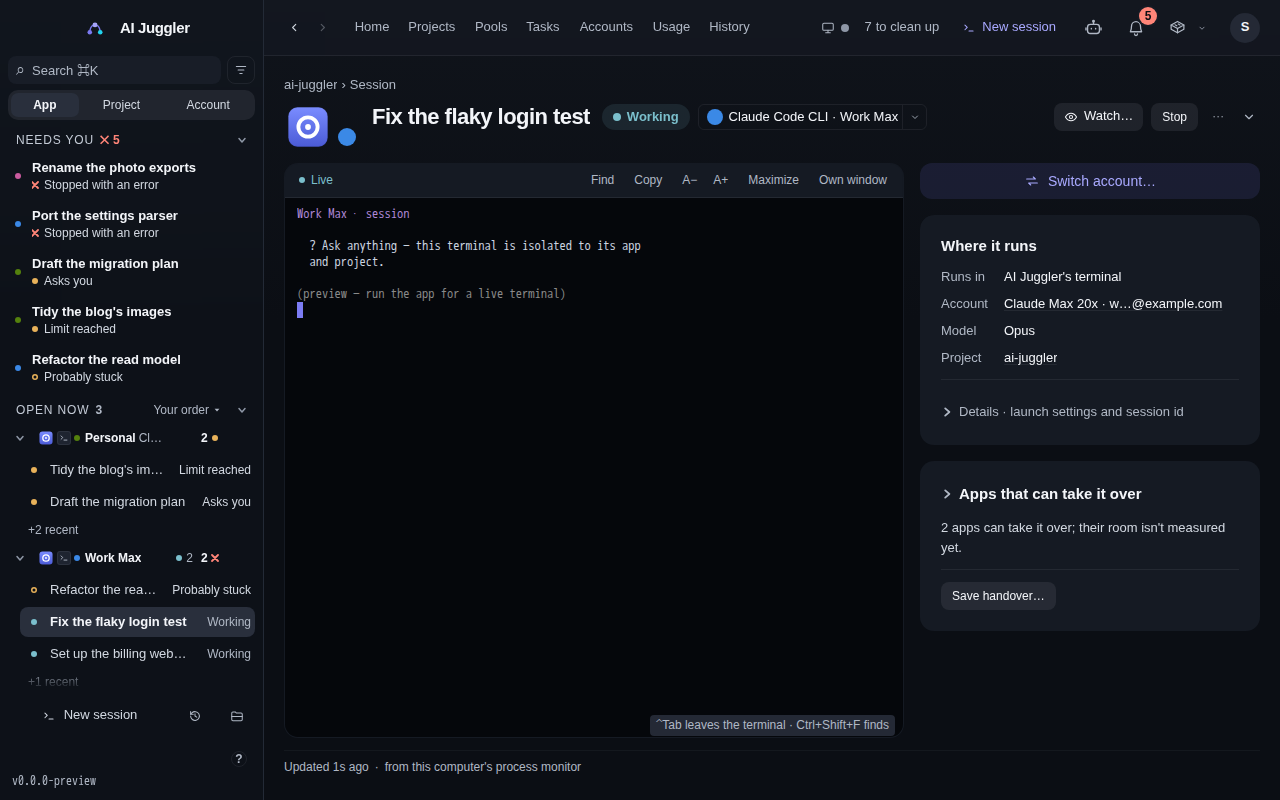 AI Juggler
Search ⌘K
App Project Account
NEEDS YOU 5
Rename the photo exports
Stopped with an error
Port the settings parser
Stopped with an error
Draft the migration plan
Asks you
Tidy the blog's images
Limit reached
Refactor the read model
Probably stuck
OPEN NOW 3 Your order
Personal Cl… 2
Tidy the blog's im… Limit reached
Draft the migration plan Asks you
+2 recent
Work Max 2 2
Refactor the rea… Probably stuck
Fix the flaky login test Working
Set up the billing web… Working
+1 recent
New session
?
v0.0.0-preview
Home Projects Pools Tasks Accounts Usage History
7 to clean up
New session
5
S
ai-juggler › Session
Fix the flaky login test
Working
Claude Code CLI · Work Max
Watch…
Stop
Live
Find Copy A− A+ Maximize Own window
Work Max · session
? Ask anything — this terminal is isolated to its app
and project.
(preview — run the app for a live terminal)
^Tab leaves the terminal · Ctrl+Shift+F finds
Updated 1s ago · from this computer's process monitor
Switch account…
Where it runs
Runs in AI Juggler's terminal
Account Claude Max 20x · w…@example.com
Model Opus
Project ai-juggler
Details · launch settings and session id
Apps that can take it over
2 apps can take it over; their room isn't measured
yet.
Save handover…